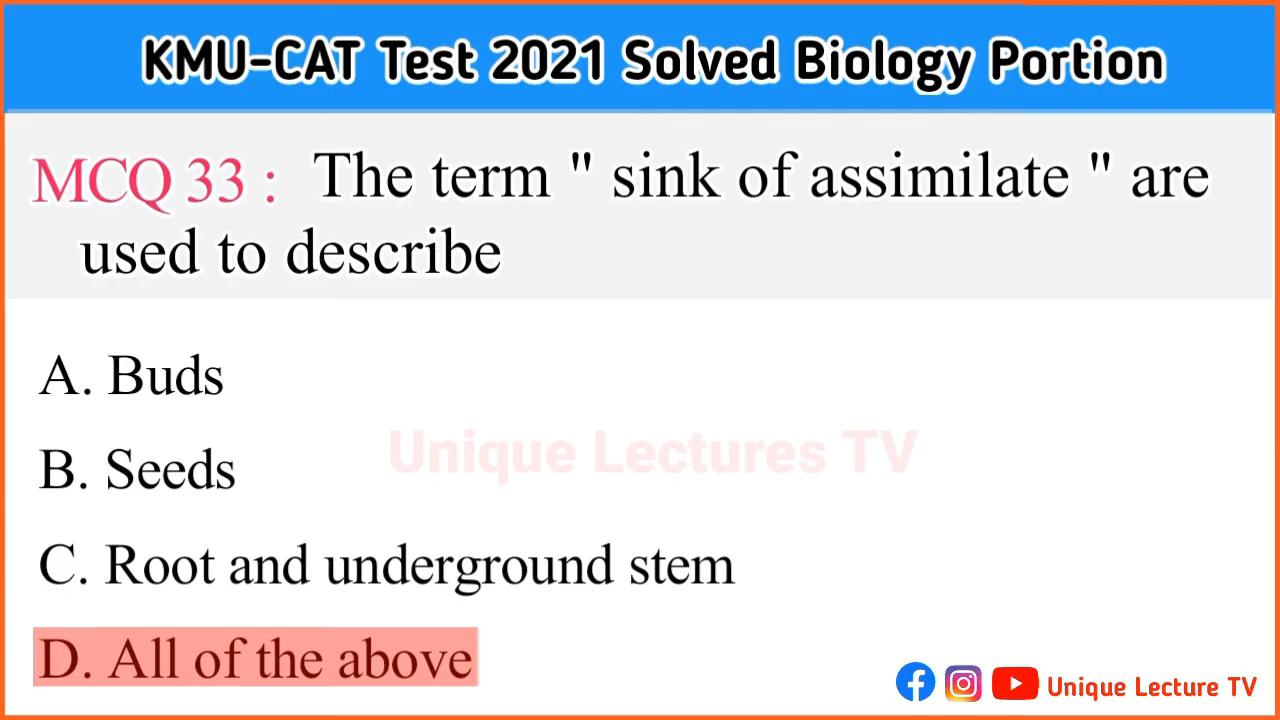 KMU-CAT Test 2021 Solved Biology Portion
MCQ 33 : The term " sink of assimilate " are
used to describe
A. Buds
Unique Lectures TV
B. Seeds
C. Root and underground stem
D. All of the above
Unique Lecture TV